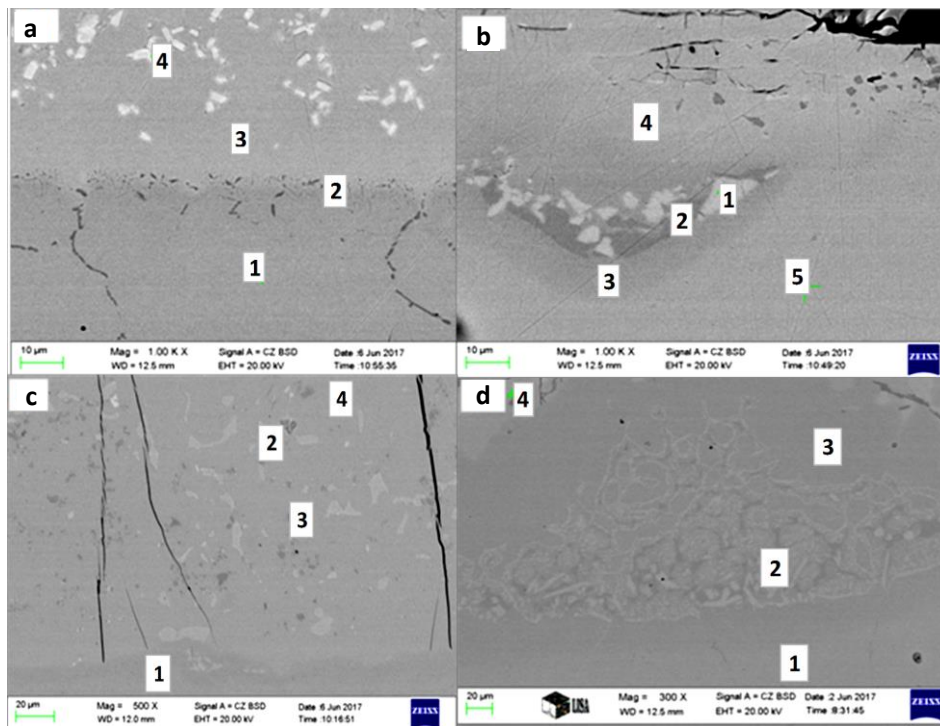 a
4
3
2
1
10 µm
Mag = 1.00 K X
Signal A = CZ BSD
Date :6 Jun 2017
WD = 12.5 mm
EHT = 20.00 kV
Time :10:55:35
b
4
1
2
3
5
10 µm
Mag = 1.00 K X
Signal A = CZ BSD
Date :6 Jun 2017
WD = 12.5 mm
EHT = 20.00 kV
Time :10:49:20
ZEISS
c
4
2
3
1
20 µm
Mag = 500 X
Signal A = CZ BSD
Date :6 Jun 2017
WD = 12.0 mm
EHT = 20.00 kV
Time :10:16:51
ZEISS
d
4
3
2
1
20 µm
Mag = 300 X
Signal A = CZ BSD
Date :2 Jun 2017
WD = 12.5 mm
EHT = 20.00 kV
Time :8:31:45
ZEISS